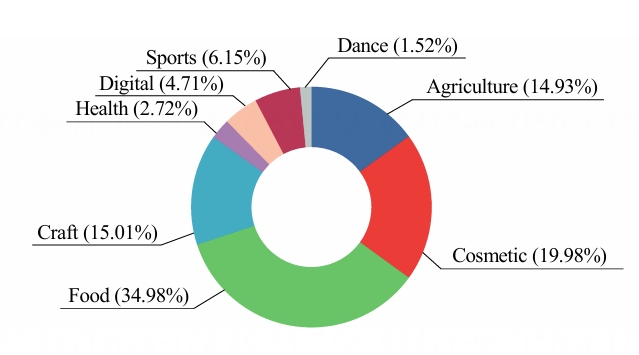 Dance (1.52%)
Sports (6.15%)
Digital (4.71%)
Agriculture (14.93%)
Health (2.72%)
Craft (15.01%)
Cosmetic (19.98%)
Food (34.98%)